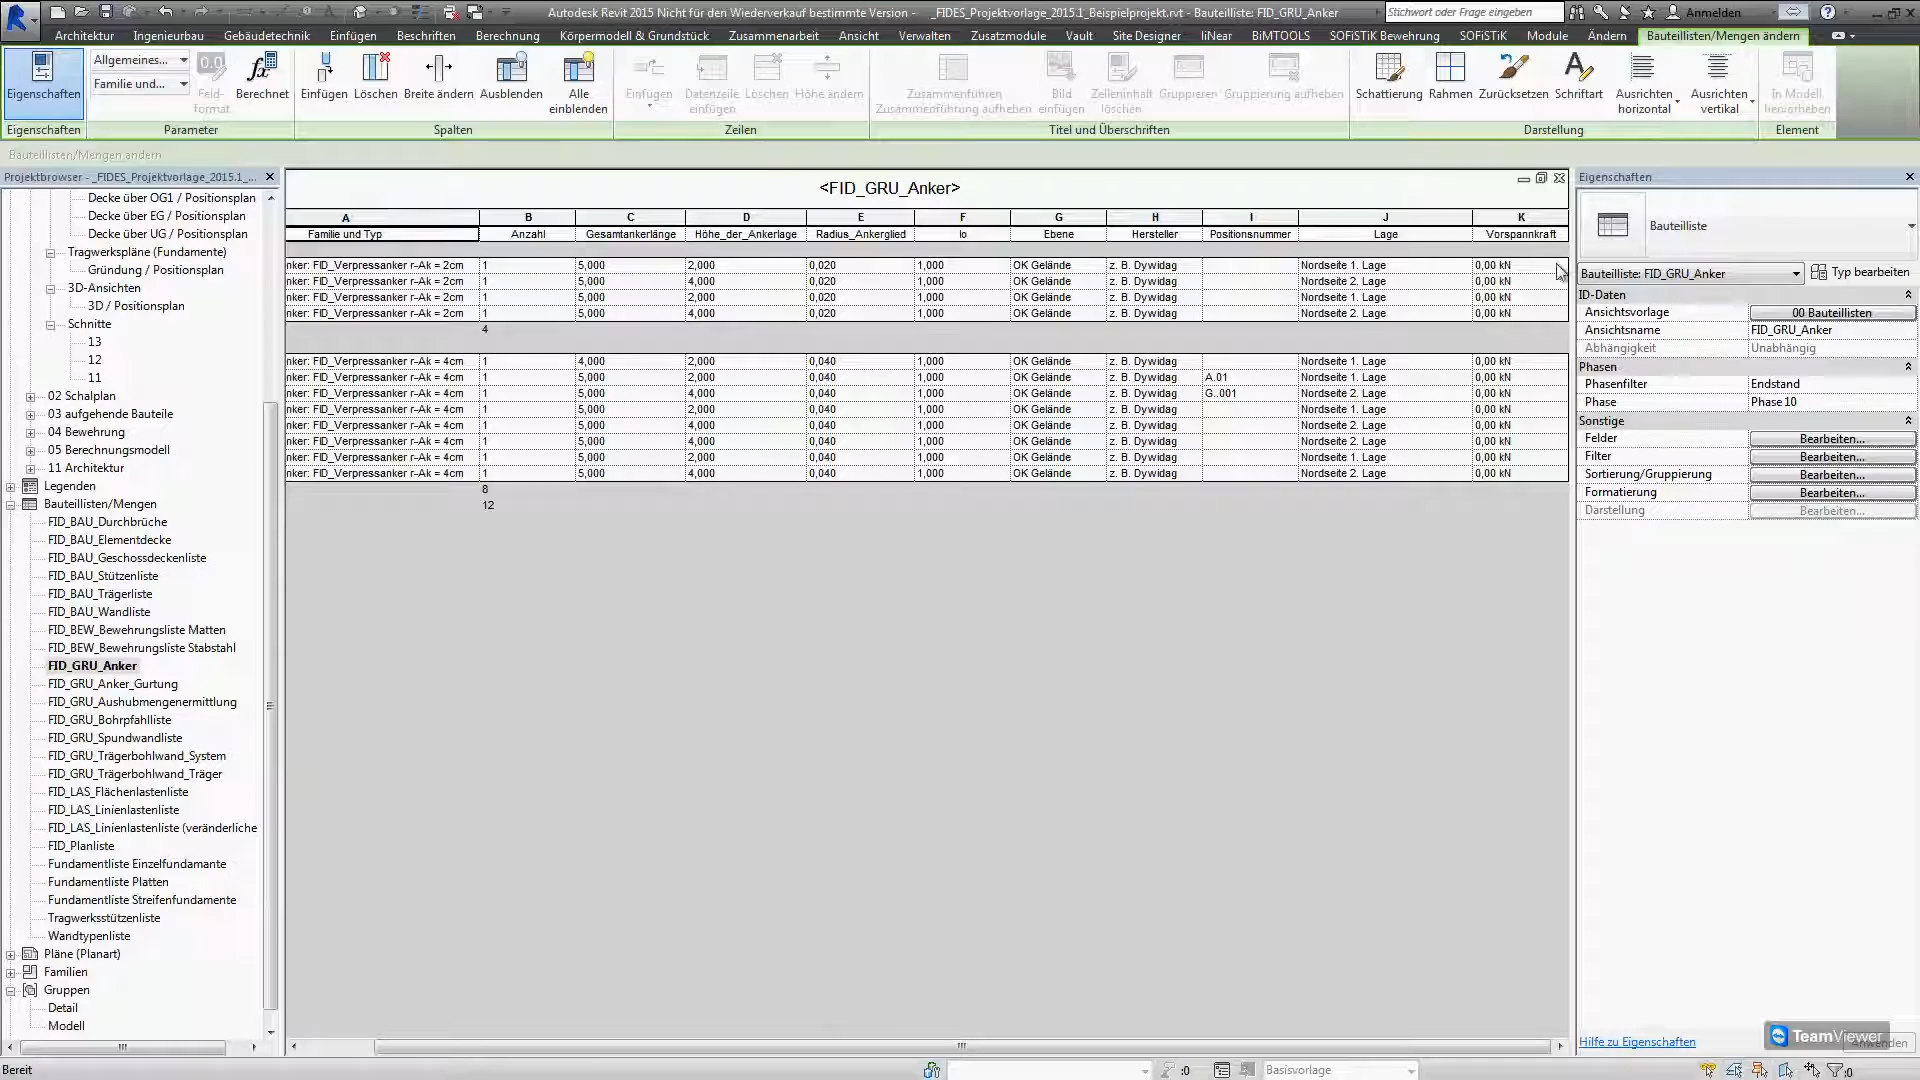 Autodesk Revit 2015 Nicht für den Wiederverkauf bestimmte Version - _FIDES_Projektvorlage_2015.1_Beispielprojekt.rvt - Bauteilliste: FID_GRU_Anker
Stichwort oder Frage eingeben
Anmelden
Architektur Ingenieurbau Gebäudetechnik Einfügen Beschriften Berechnung Körpermodell & Grundstück Zusammenarbeit Ansicht Verwalten Zusatzmodule Vault Site Designer liNear BiMTOOLS SOFiSTiK Bewehrung SOFiSTiK Module Ändern Bauteillisten/Mengen ändern
Allgemeines...
Familie und...
Eigenschaften
Feld-
format
Berechnet
Einfügen Löschen Breite ändern Ausblenden Alle
einblenden
Einfügen Datenzeile
einfügen
Löschen Höhe ändern
Zusammenführen
Zusammenführung aufheben
Bild
einfügen
Zelleninhalt
löschen
Gruppieren Gruppierung aufheben
Schattierung Rahmen Zurücksetzen Schriftart Ausrichten
horizontal
Ausrichten
vertikal
In Modell
hervorheben
Eigenschaften Parameter Spalten Zeilen Titel und Überschriften Darstellung Element
Bauteillisten/Mengen ändern
Projektbrowser - _FIDES_Projektvorlage_2015.1_...
Decke über OG1 / Positionsplan
Decke über EG / Positionsplan
Decke über UG / Positionsplan
Tragwerkspläne (Fundamente)
Gründung / Positionsplan
3D-Ansichten
3D / Positionsplan
Schnitte
13
12
11
02 Schalplan
03 aufgehende Bauteile
04 Bewehrung
05 Berechnungsmodell
11 Architektur
Legenden
Bauteillisten/Mengen
FID_BAU_Durchbrüche
FID_BAU_Elementdecke
FID_BAU_Geschossdeckenliste
FID_BAU_Stützenliste
FID_BAU_Trägerliste
FID_BAU_Wandliste
FID_BEW_Bewehrungsliste Matten
FID_BEW_Bewehrungsliste Stabstahl
FID_GRU_Anker
FID_GRU_Anker_Gurtung
FID_GRU_Aushubmengenermittlung
FID_GRU_Bohrpfahlliste
FID_GRU_Spundwandliste
FID_GRU_Trägerbohlwand_System
FID_GRU_Trägerbohlwand_Träger
FID_LAS_Flächenlastenliste
FID_LAS_Linienlastenliste
FID_LAS_Linienlastenliste (veränderliche
FID_Planliste
Fundamentliste Einzelfundamante
Fundamentliste Platten
Fundamentliste Streifenfundamente
Tragwerksstützenliste
Wandtypenliste
Pläne (Planart)
Familien
Gruppen
Detail
Modell
<FID_GRU_Anker>
A B C D E F G H I J K
Familie und Typ Anzahl Gesamtankerlänge Höhe_der_Ankerlage Radius_Ankerglied lo Ebene Hersteller Positionsnummer Lage Vorspannkraft
nker: FID_Verpressanker r-Ak = 2cm 1 5,000 2,000 0,020 1,000 OK Gelände z. B. Dywidag Nordseite 1. Lage 0,00 kN
nker: FID_Verpressanker r-Ak = 2cm 1 5,000 4,000 0,020 1,000 OK Gelände z. B. Dywidag Nordseite 2. Lage 0,00 kN
nker: FID_Verpressanker r-Ak = 2cm 1 5,000 2,000 0,020 1,000 OK Gelände z. B. Dywidag Nordseite 1. Lage 0,00 kN
nker: FID_Verpressanker r-Ak = 2cm 1 5,000 4,000 0,020 1,000 OK Gelände z. B. Dywidag Nordseite 2. Lage 0,00 kN
4
nker: FID_Verpressanker r-Ak = 4cm 1 4,000 2,000 0,040 1,000 OK Gelände z. B. Dywidag Nordseite 1. Lage 0,00 kN
nker: FID_Verpressanker r-Ak = 4cm 1 5,000 2,000 0,040 1,000 OK Gelände z. B. Dywidag A.01 Nordseite 1. Lage 0,00 kN
nker: FID_Verpressanker r-Ak = 4cm 1 5,000 4,000 0,040 1,000 OK Gelände z. B. Dywidag G..001 Nordseite 2. Lage 0,00 kN
nker: FID_Verpressanker r-Ak = 4cm 1 5,000 2,000 0,040 1,000 OK Gelände z. B. Dywidag Nordseite 1. Lage 0,00 kN
nker: FID_Verpressanker r-Ak = 4cm 1 5,000 4,000 0,040 1,000 OK Gelände z. B. Dywidag Nordseite 2. Lage 0,00 kN
nker: FID_Verpressanker r-Ak = 4cm 1 5,000 4,000 0,040 1,000 OK Gelände z. B. Dywidag Nordseite 2. Lage 0,00 kN
nker: FID_Verpressanker r-Ak = 4cm 1 5,000 2,000 0,040 1,000 OK Gelände z. B. Dywidag Nordseite 1. Lage 0,00 kN
nker: FID_Verpressanker r-Ak = 4cm 1 5,000 4,000 0,040 1,000 OK Gelände z. B. Dywidag Nordseite 2. Lage 0,00 kN
8
12
Eigenschaften
Bauteilliste
Bauteilliste: FID_GRU_Anker Typ bearbeiten
ID-Daten
Ansichtsvorlage 00 Bauteillisten
Ansichtsname FID_GRU_Anker
Abhängigkeit Unabhängig
Phasen
Phasenfilter Endstand
Phase Phase 10
Sonstige
Felder Bearbeiten...
Filter Bearbeiten...
Sortierung/Gruppierung Bearbeiten...
Formatierung Bearbeiten...
Darstellung Bearbeiten...
Hilfe zu Eigenschaften
TeamViewer
Bereit
:0
Basisvorlage
:0